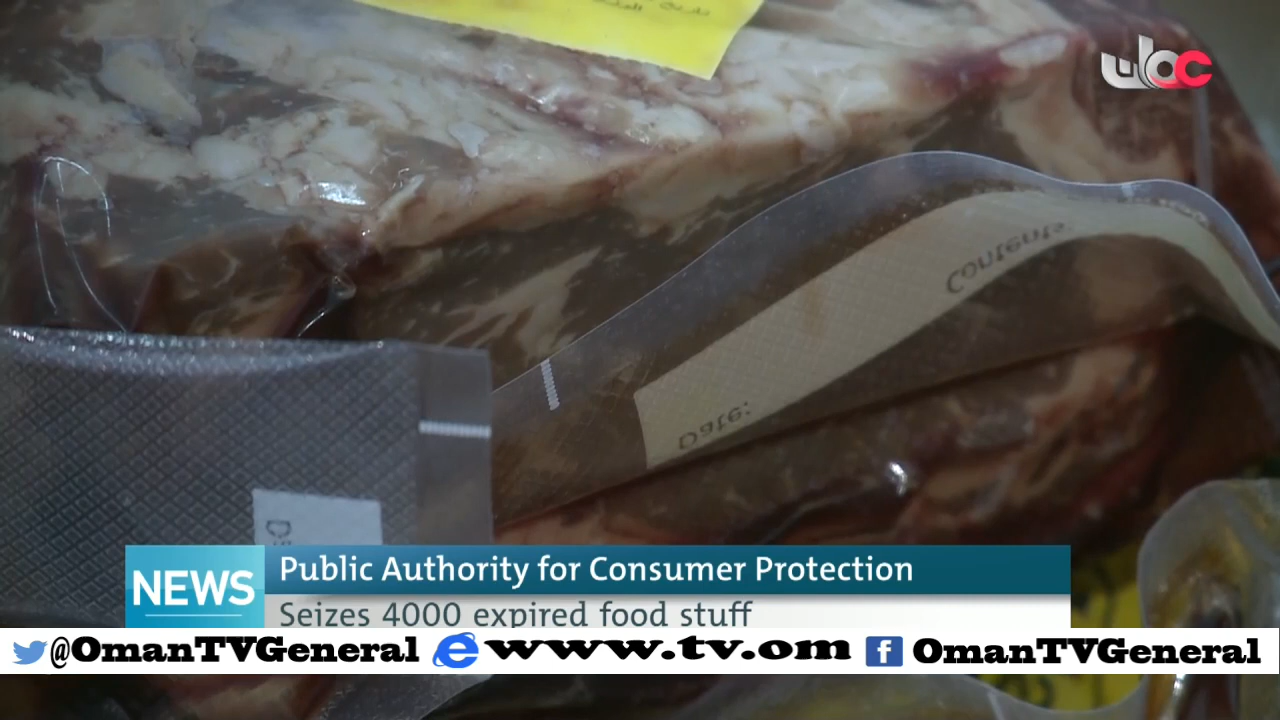 Contents
Date:
NEWS
Public Authority for Consumer Protection
Seizes 4000 expired food stuff
@OmanTVGeneral www.tv.om OmanTVGeneral